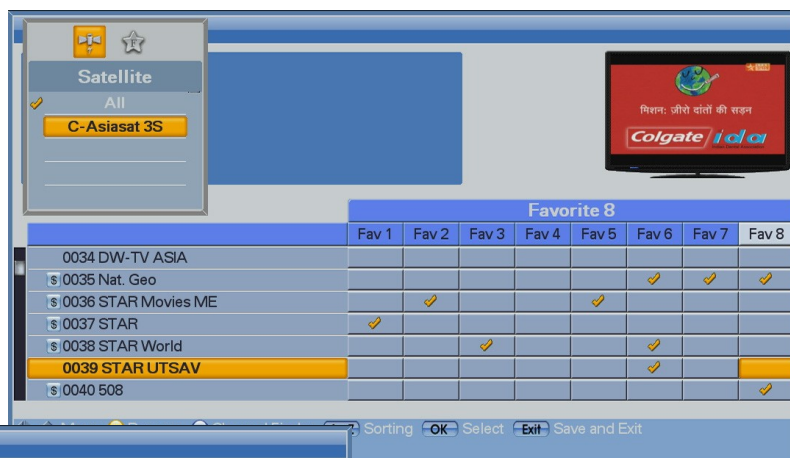 Satellite
All
C-Asiasat 3S
मिशन: ज़ीरो दांतों की सड़न
Colgate ida
Favorite 8
Fav 1 Fav 2 Fav 3 Fav 4 Fav 5 Fav 6 Fav 7 Fav 8
0034 DW-TV ASIA
$ 0035 Nat. Geo
$ 0036 STAR Movies ME
$ 0037 STAR
$ 0038 STAR World
0039 STAR UTSAV
$ 0040 508
Sorting OK Select Exit Save and Exit